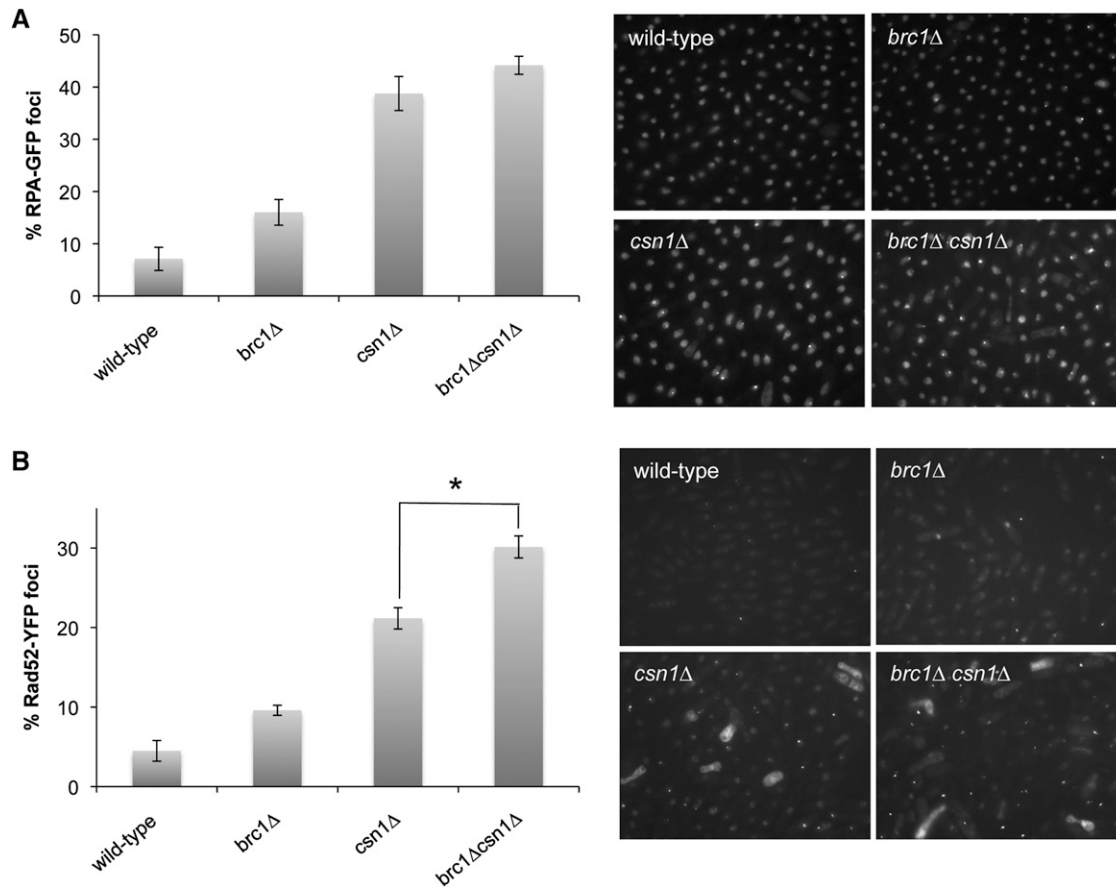 A
% RPA-GFP foci
50
40
30
20
10
0
wild-type
brc1Δ
csn1Δ
brc1Δcsn1Δ
wild-type
brc1Δ
csn1Δ
brc1Δ csn1Δ
B
% Rad52-YFP foci
30
20
10
0
*
wild-type
brc1Δ
csn1Δ
brc1Δcsn1Δ
wild-type
brc1Δ
csn1Δ
brc1Δ csn1Δ